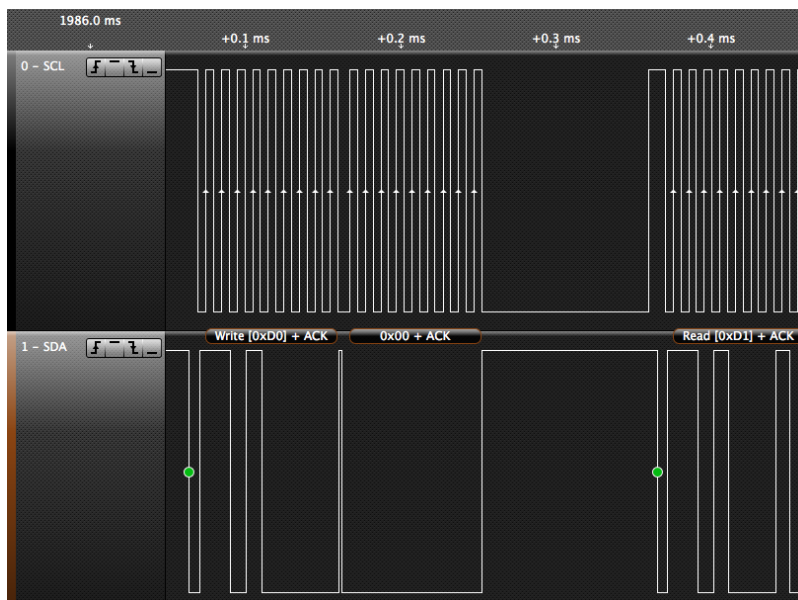 1986.0 ms
+0.1 ms +0.2 ms +0.3 ms +0.4 ms
0 – SCL
Write [0xD0] + ACK 0x00 + ACK Read [0xD1] + ACK
1 – SDA